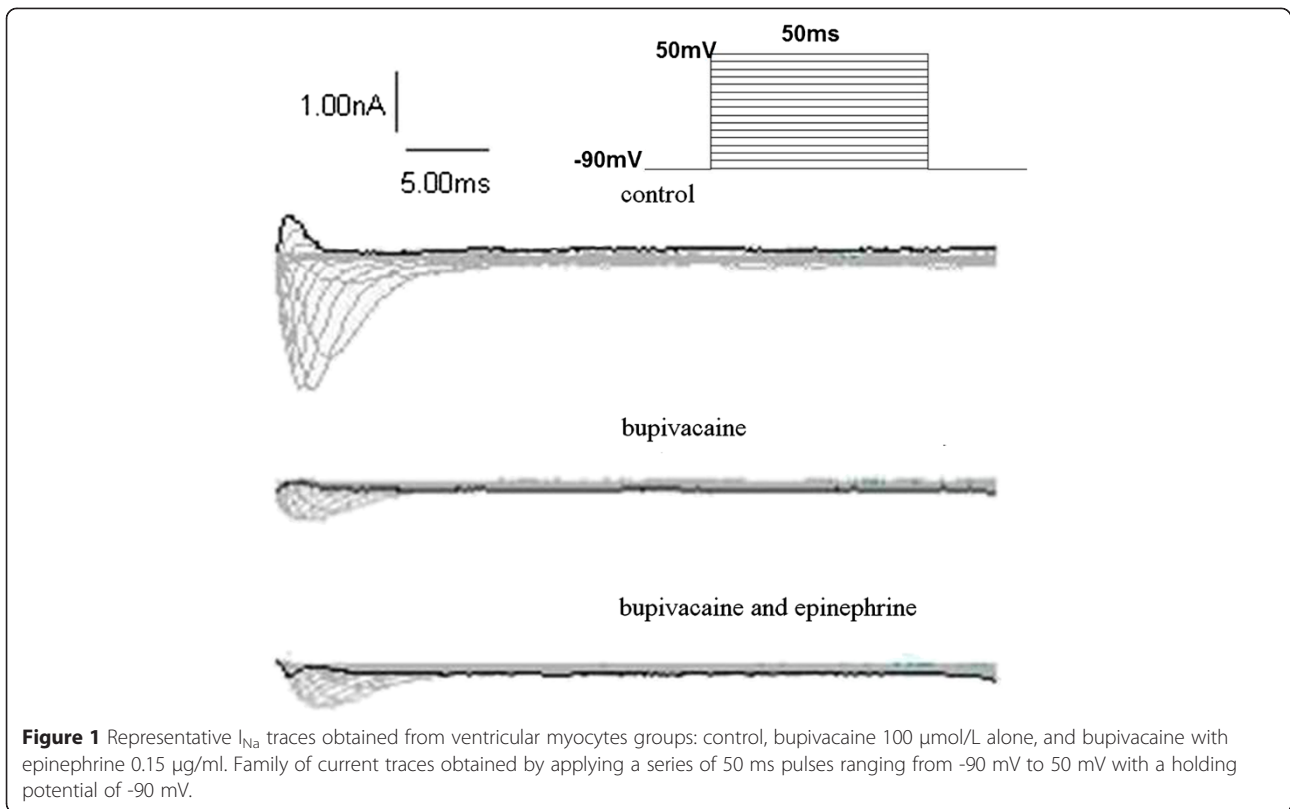 50ms
50mV
1.00nA
-90mV
5.00ms
control
bupivacaine
bupivacaine and epinephrine
Figure 1 Representative INa traces obtained from ventricular myocytes groups: control, bupivacaine 100 μmol/L alone, and bupivacaine with
epinephrine 0.15 μg/ml. Family of current traces obtained by applying a series of 50 ms pulses ranging from -90 mV to 50 mV with a holding
potential of -90 mV.